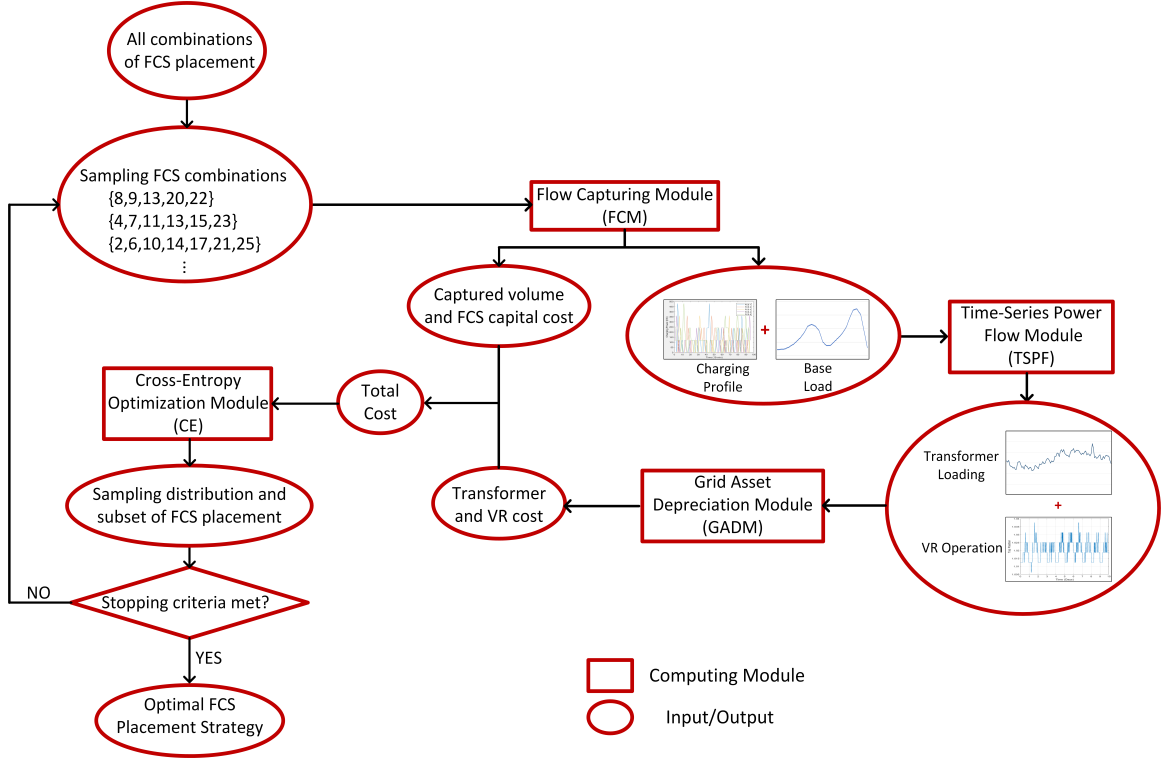 All combinations
of FCS placement
Sampling FCS combinations
{8,9,13,20,22}
{4,7,11,13,15,23}
{2,6,10,14,17,21,25}
⋮
Flow Capturing Module
(FCM)
Captured volume
and FCS capital cost
+
Charging
Profile
Base
Load
Time-Series Power
Flow Module
(TSPF)
Cross-Entropy
Optimization Module
(CE)
Total
Cost
Transformer
Loading
+
VR Operation
Grid Asset
Depreciation Module
(GADM)
Transformer
and VR cost
Sampling distribution and
subset of FCS placement
Stopping criteria met?
NO
YES
Optimal FCS
Placement Strategy
Computing Module
Input/Output